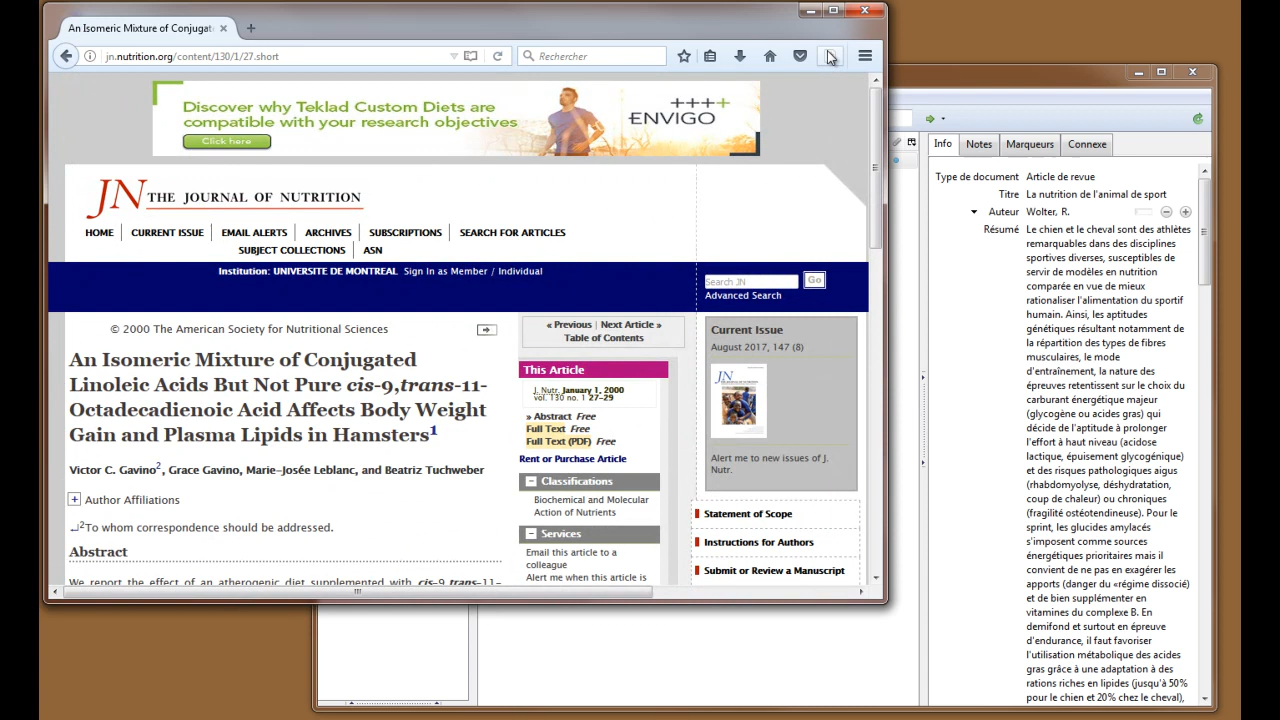 An Isomeric Mixture of Conjugat
jn.nutrition.org/content/130/1/27.short
Rechercher
Discover why Teklad Custom Diets are
compatible with your research objectives
Click here
ENVIGO
JN THE JOURNAL OF NUTRITION
HOME
CURRENT ISSUE
EMAIL ALERTS
ARCHIVES
SUBSCRIPTIONS
SEARCH FOR ARTICLES
SUBJECT COLLECTIONS
ASN
Institution: UNIVERSITE DE MONTREAL Sign In as Member / Individual
Search JN
Go
Advanced Search
© 2000 The American Society for Nutritional Sciences
An Isomeric Mixture of Conjugated
Linoleic Acids But Not Pure cis-9,trans-11-
Octadecadienoic Acid Affects Body Weight
Gain and Plasma Lipids in Hamsters1
Victor C. Gavino2, Grace Gavino, Marie–Josée Leblanc, and Beatriz Tuchweber
Author Affiliations
2To whom correspondence should be addressed.
Abstract
We report the effect of an atherogenic diet supplemented with cis-9,trans-11-
« Previous | Next Article »
Table of Contents
This Article
J. Nutr. January 1, 2000
vol. 130 no. 1 27-29
» Abstract Free
Full Text Free
Full Text (PDF) Free
Rent or Purchase Article
Classifications
Biochemical and Molecular
Action of Nutrients
Services
Email this article to a
colleague
Alert me when this article is
Current Issue
August 2017, 147 (8)
JN
Alert me to new issues of J.
Nutr.
Statement of Scope
Instructions for Authors
Submit or Review a Manuscript
Info
Notes
Marqueurs
Connexe
Type de document Article de revue
Titre La nutrition de l'animal de sport
Auteur Wolter, R.
Résumé Le chien et le cheval sont des athlètes
remarquables dans des disciplines
sportives diverses, susceptibles de
servir de modèles en nutrition
comparée en vue de mieux
rationaliser l'alimentation du sportif
humain. Ainsi, les aptitudes
génétiques résultant notamment de
la répartition des types de fibres
musculaires, le mode
d'entraînement, la nature des
épreuves retentissent sur le choix du
carburant énergétique majeur
(glycogène ou acides gras) qui
décide de l'aptitude à prolonger
l'effort à haut niveau (acidose
lactique, épuisement glycogénique)
et des risques pathologiques aigus
(rhabdomyolyse, déshydratation,
coup de chaleur) ou chroniques
(fragilité ostéotendineuse). Pour le
sprint, les glucides amylacés
s'imposent comme sources
énergétiques prioritaires mais il
convient de ne pas en exagérer les
apports (danger du «régime dissocié)
et de bien supplémenter en
vitamines du complexe B. En
demifond et surtout en épreuve
d'endurance, il faut favoriser
l'utilisation métabolique des acides
gras grâce à une adaptation à des
rations riches en lipides (jusqu'à 50%
pour le chien et 20% chez le cheval),